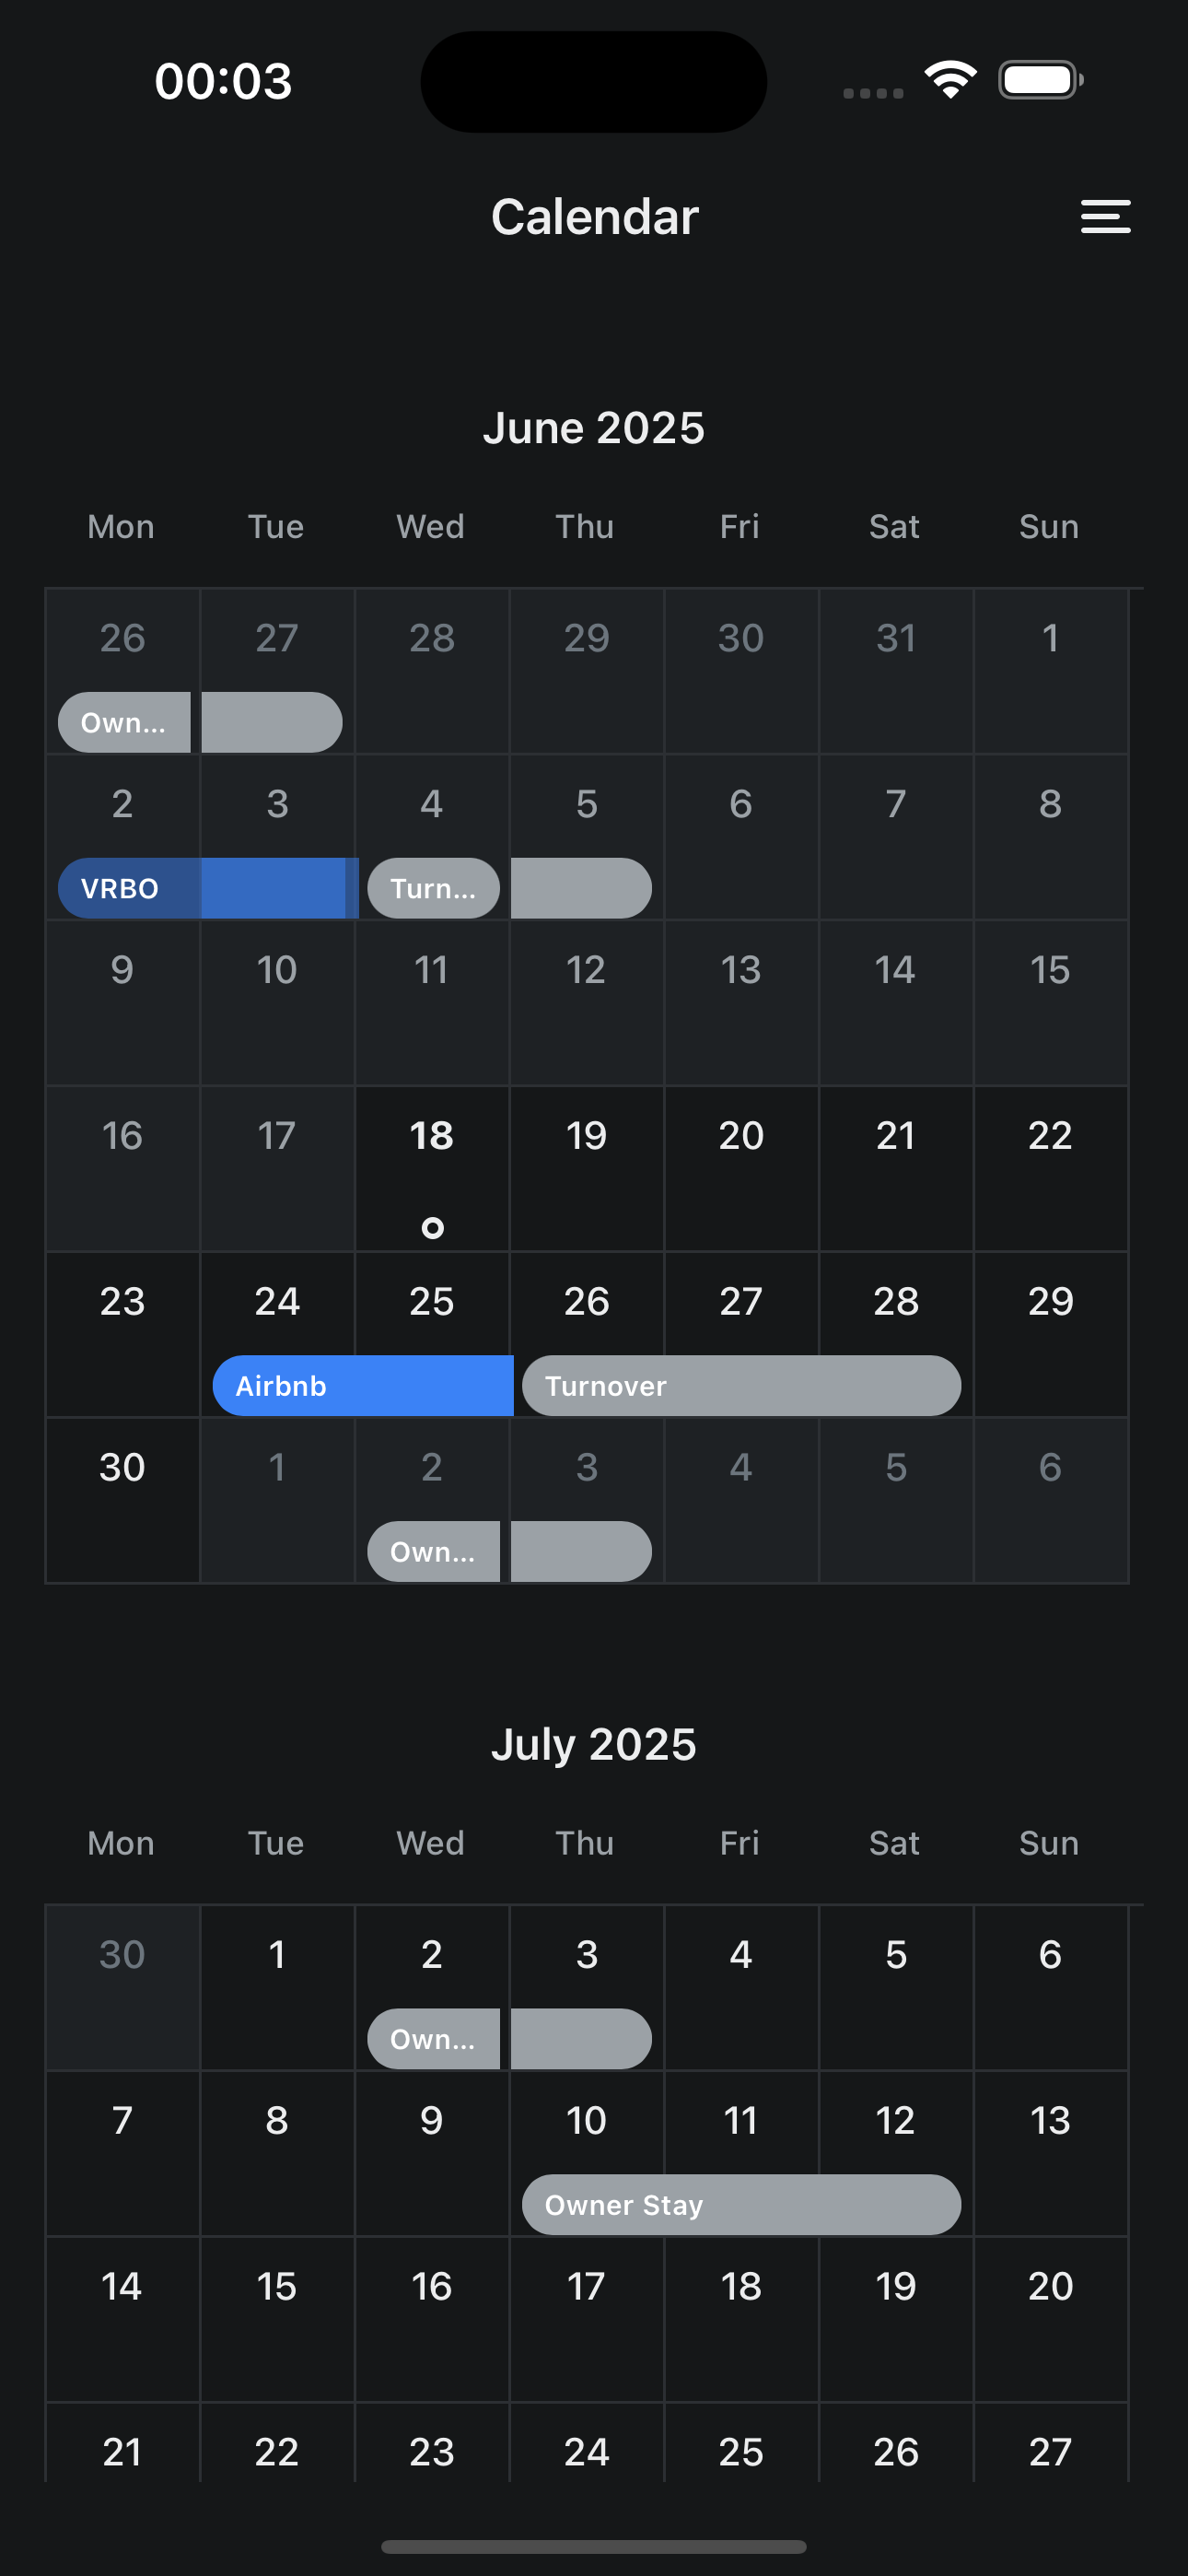 00:03
Calendar
June 2025
Mon Tue Wed Thu Fri Sat Sun
26 27 28 29 30 31 1
Own...
2 3 4 5 6 7 8
VRBO Turn...
9 10 11 12 13 14 15
16 17 18 19 20 21 22
23 24 25 26 27 28 29
Airbnb Turnover
30 1 2 3 4 5 6
Own...
July 2025
Mon Tue Wed Thu Fri Sat Sun
30 1 2 3 4 5 6
Own...
7 8 9 10 11 12 13
Owner Stay
14 15 16 17 18 19 20
21 22 23 24 25 26 27